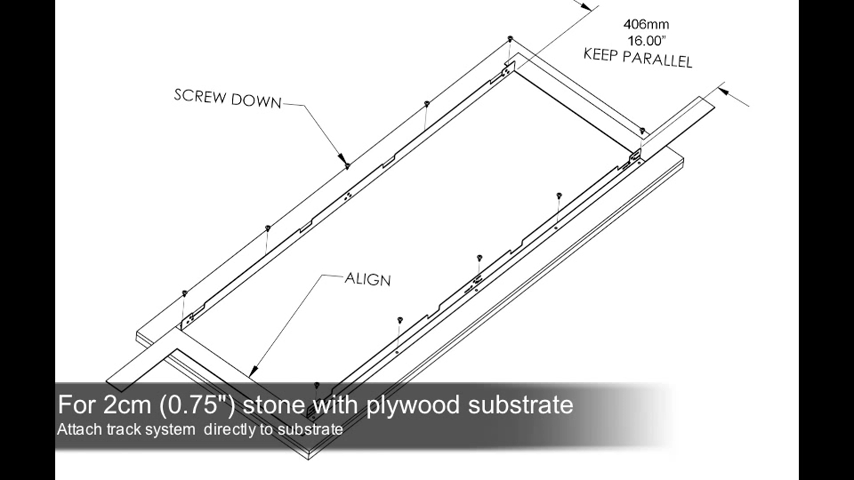 406mm
16.00"
KEEP PARALLEL
SCREW DOWN
ALIGN
For 2cm (0.75") stone with plywood substrate
Attach track system directly to substrate